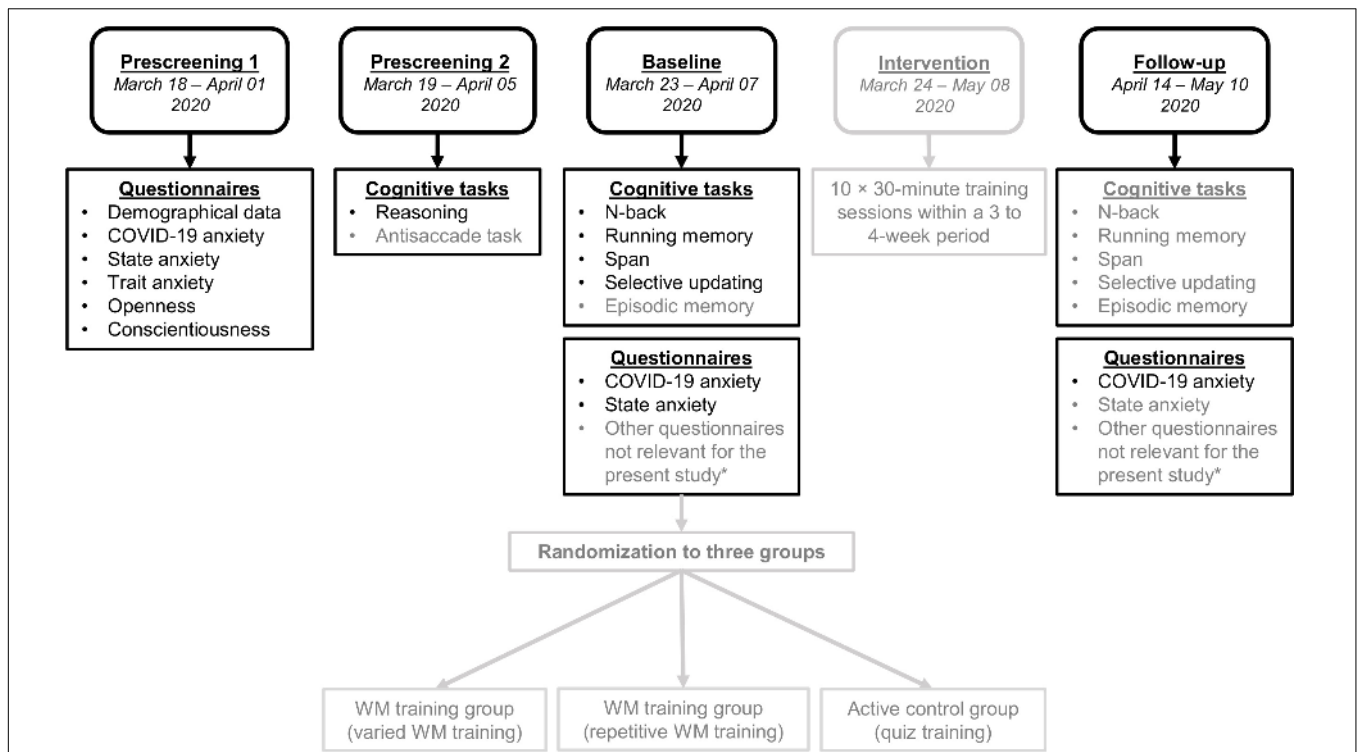 Prescreening 1
March 18 – April 01
2020
Questionnaires
• Demographical data
• COVID-19 anxiety
• State anxiety
• Trait anxiety
• Openness
• Conscientiousness
Prescreening 2
March 19 – April 05
2020
Cognitive tasks
• Reasoning
• Antisaccade task
Baseline
March 23 – April 07
2020
Cognitive tasks
• N-back
• Running memory
• Span
• Selective updating
• Episodic memory
Questionnaires
• COVID-19 anxiety
• State anxiety
• Other questionnaires
not relevant for the
present study*
Intervention
March 24 – May 08
2020
10 × 30-minute training
sessions within a 3 to
4-week period
Follow-up
April 14 – May 10
2020
Cognitive tasks
• N-back
• Running memory
• Span
• Selective updating
• Episodic memory
Questionnaires
• COVID-19 anxiety
• State anxiety
• Other questionnaires
not relevant for the
present study*
Randomization to three groups
WM training group
(varied WM training)
WM training group
(repetitive WM training)
Active control group
(quiz training)